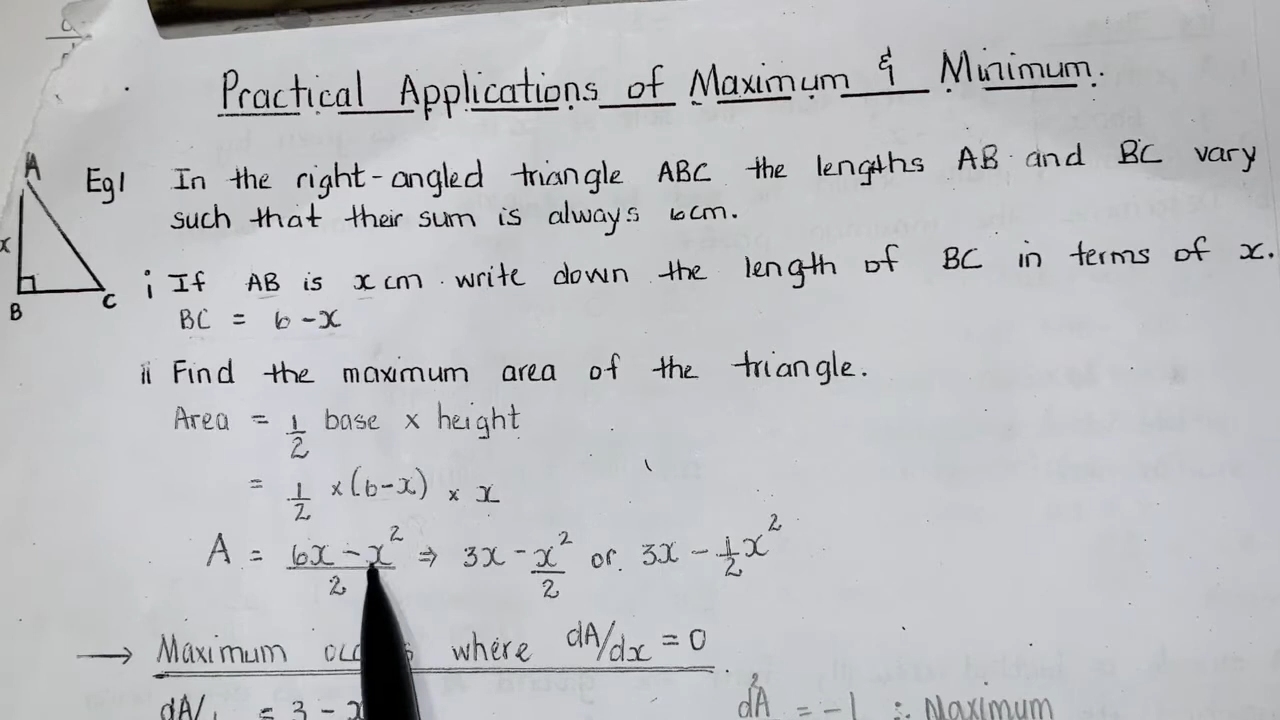 Practical Applications of Maximum & Minimum.
Eg1 In the right-angled triangle ABC the lengths AB and BC vary
such that their sum is always 6cm.
A
x
B
C
i If AB is x cm write down the length of BC in terms of x.
BC = 6-x
ii Find the maximum area of the triangle.
Area = 1/2 base × height
= 1/2 ×(6-x) × x
A = 6x - x²/2 ⇒ 3x - x²/2 or. 3x - 1/2x²
→ Maximum where dA/dx = 0
dA/ = 3 - x
d²A = -1 ∴ Maximum